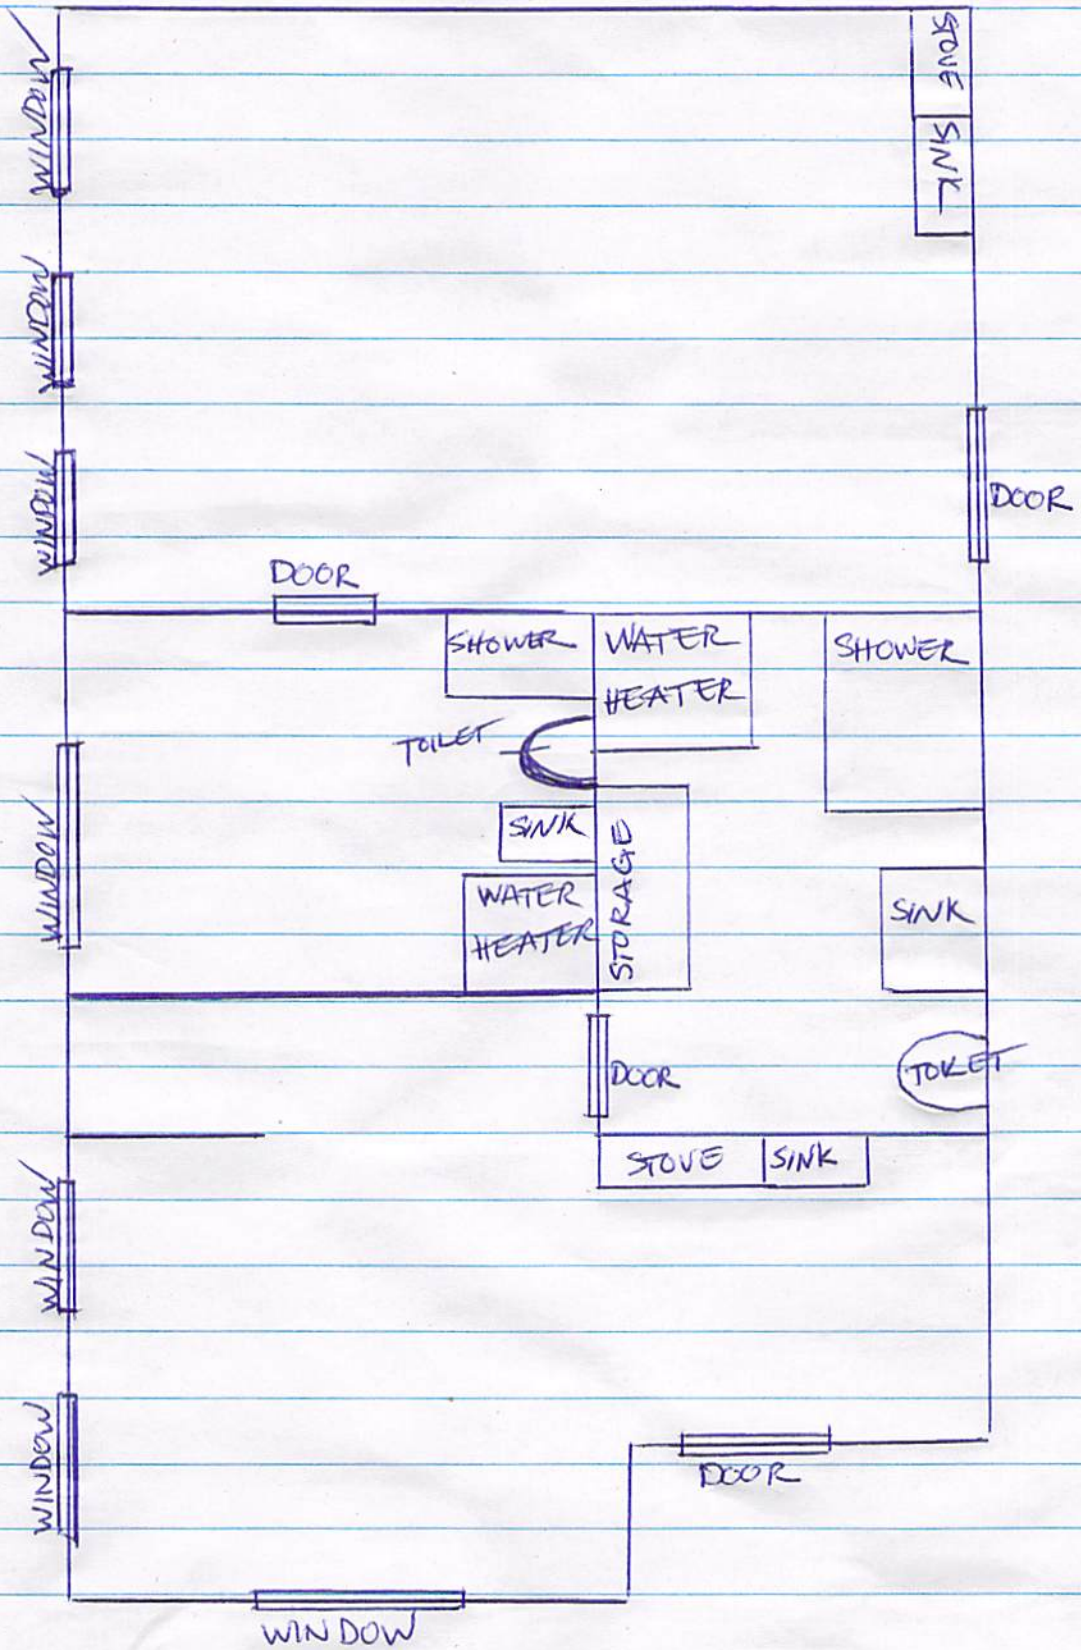 WINDOW
STOVE
SINK
WINDOW
WINDOW
DOOR
DOOR
SHOWER
WATER
HEATER
SHOWER
TOILET
SINK
STORAGE
WINDOW
WATER
HEATER
SINK
DOOR
TOILET
STOVE
SINK
WINDOW
WINDOW
DOOR
WINDOW